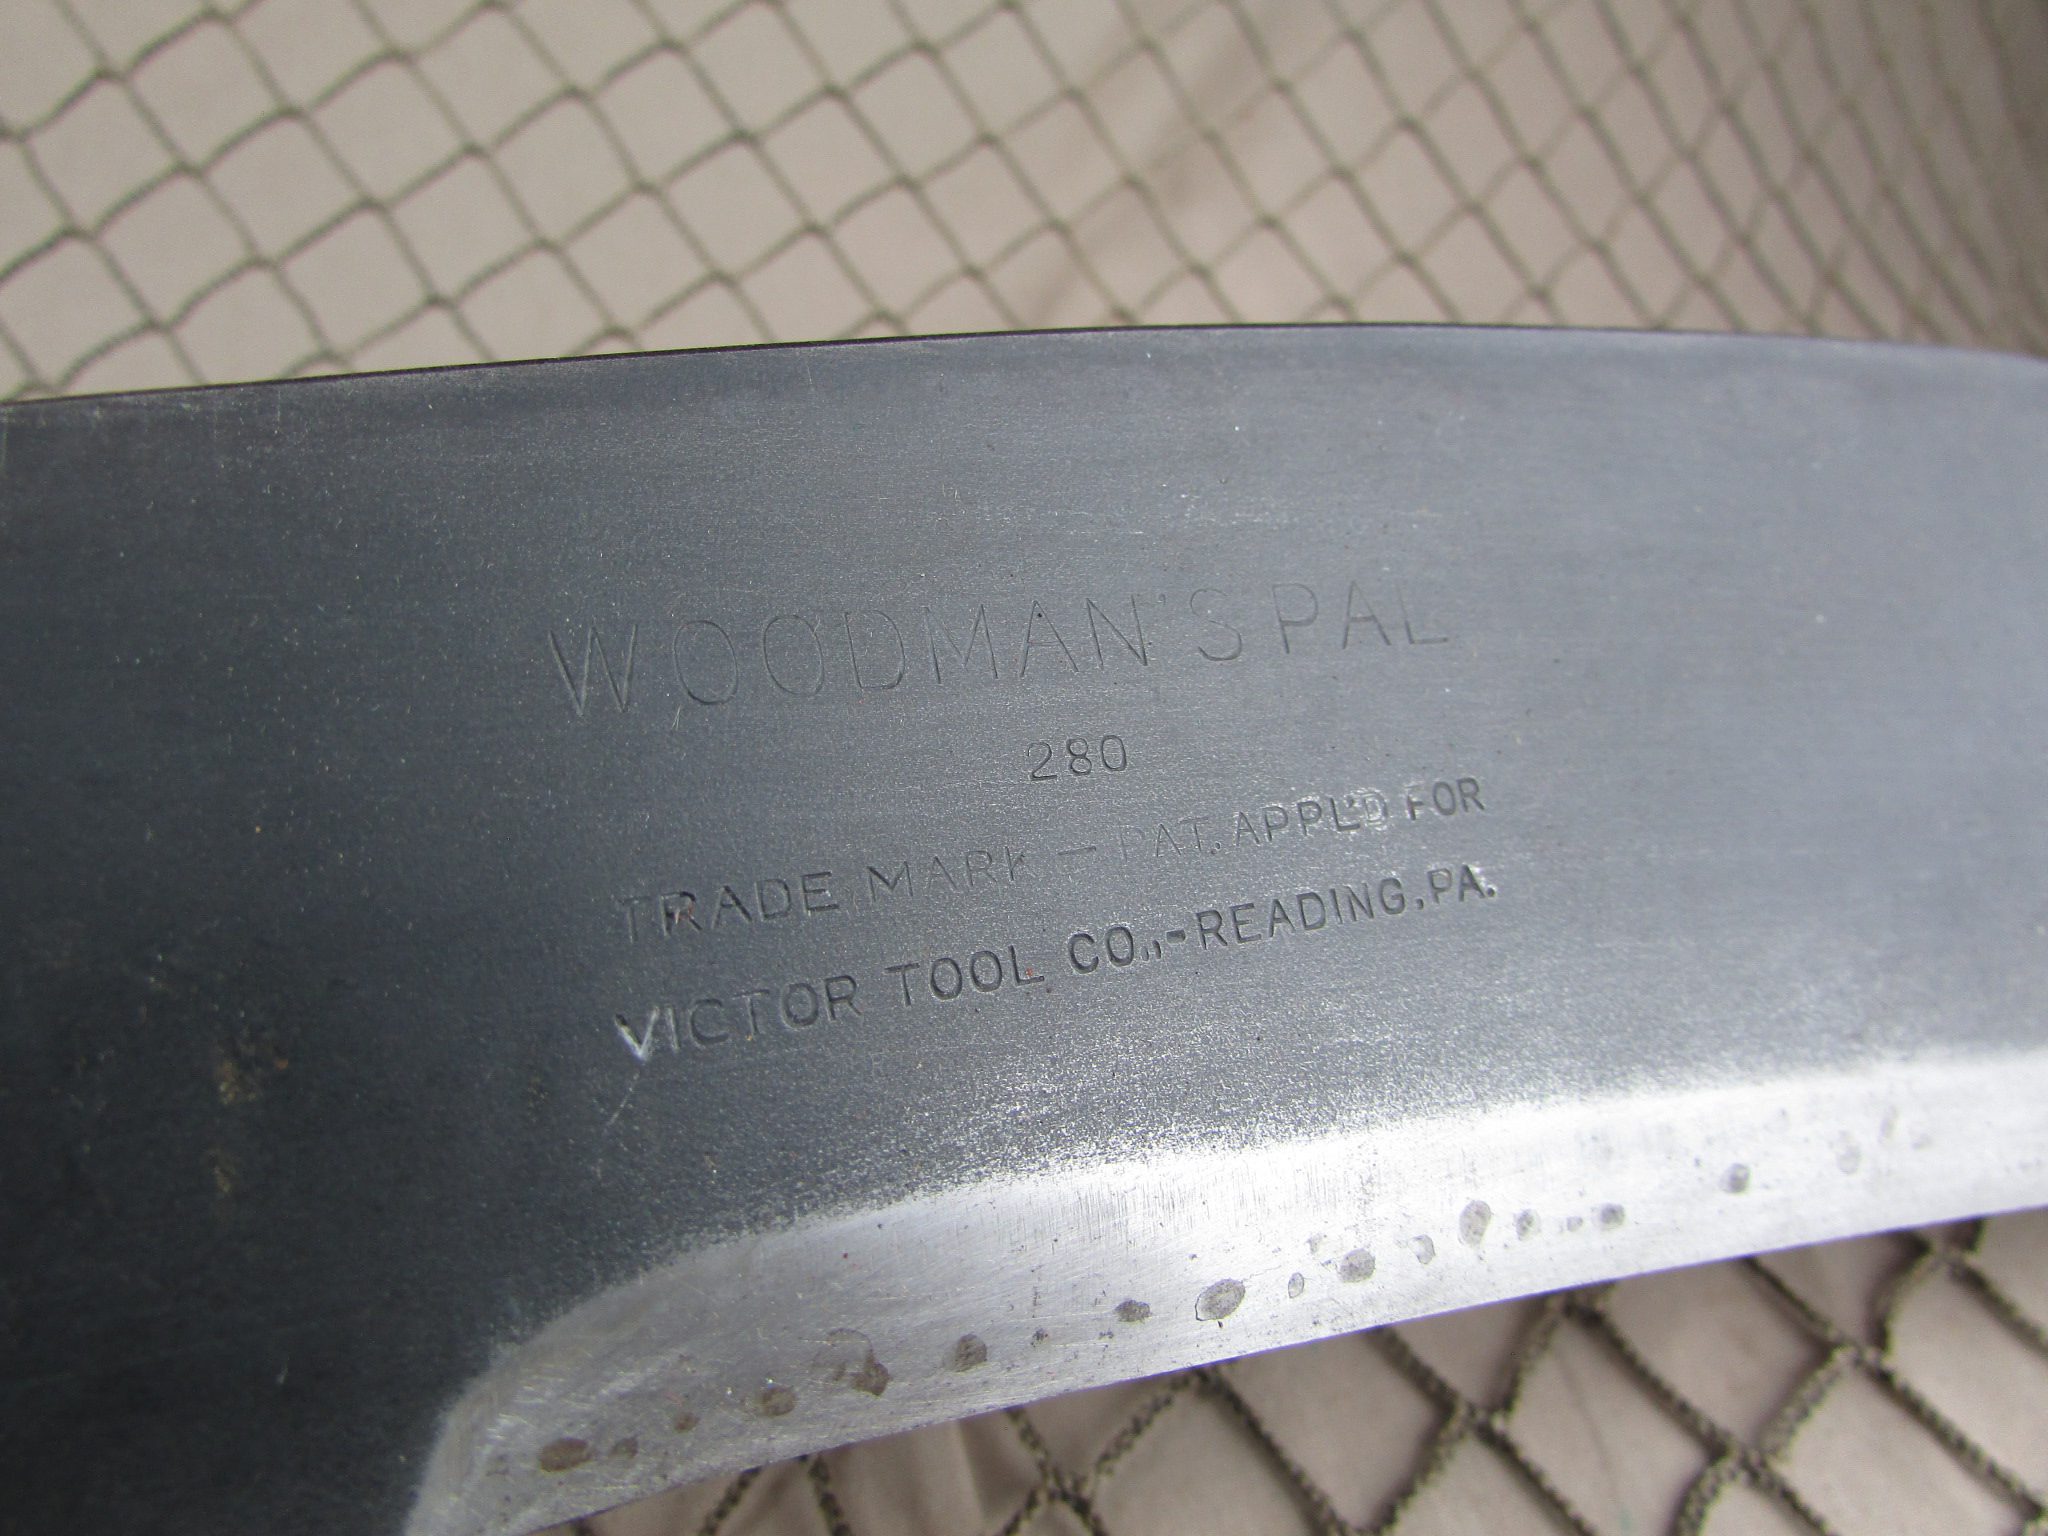 WOODMAN'S PAL
280
TRADE MARK — PAT. APPL'D FOR
VICTOR TOOL CO.,,-READING, PA.